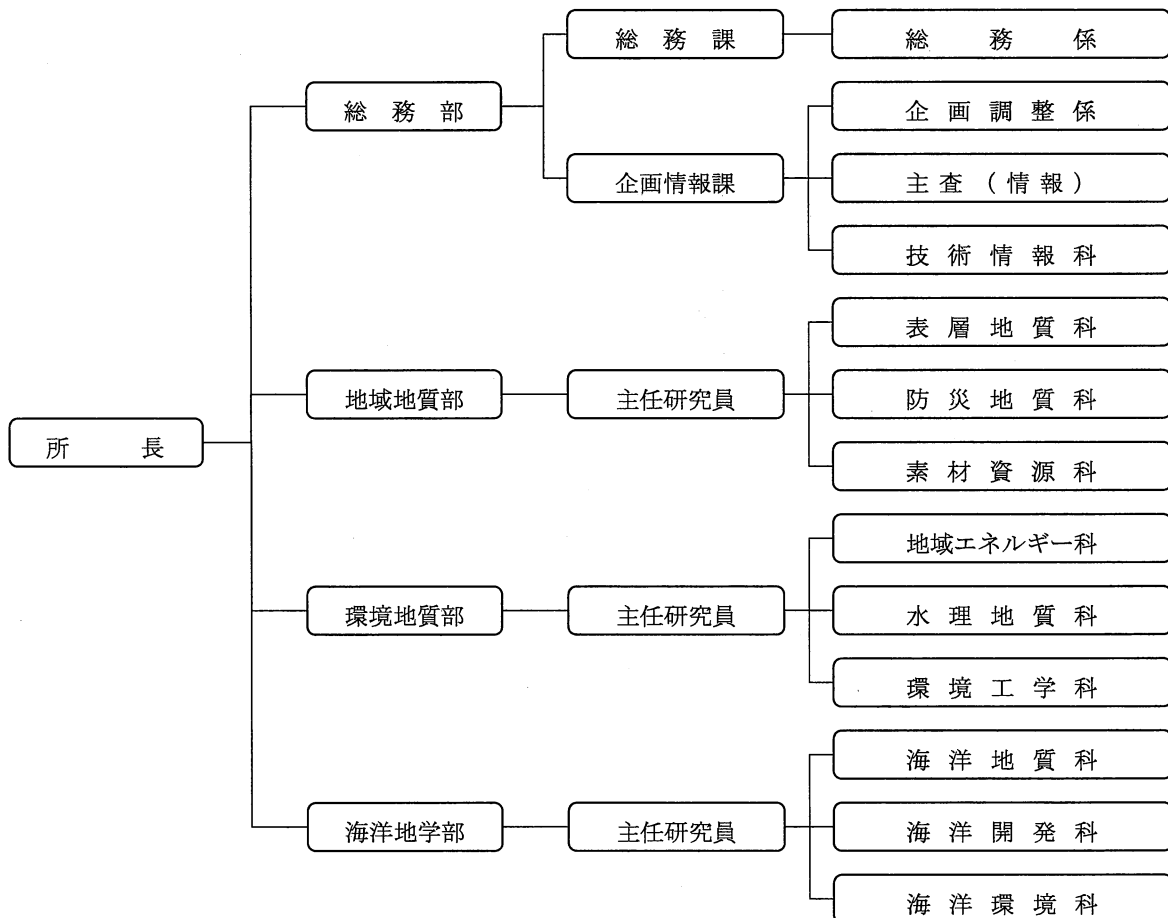 総務課
総務係
総務部
企画調整係
企画情報課
主査(情報)
技術情報科
表層地質科
地域地質部
主任研究員
防災地質科
所長
素材資源科
地域エネルギー科
環境地質部
主任研究員
水理地質科
環境工学科
海洋地質科
海洋地学部
主任研究員
海洋開発科
海洋環境科